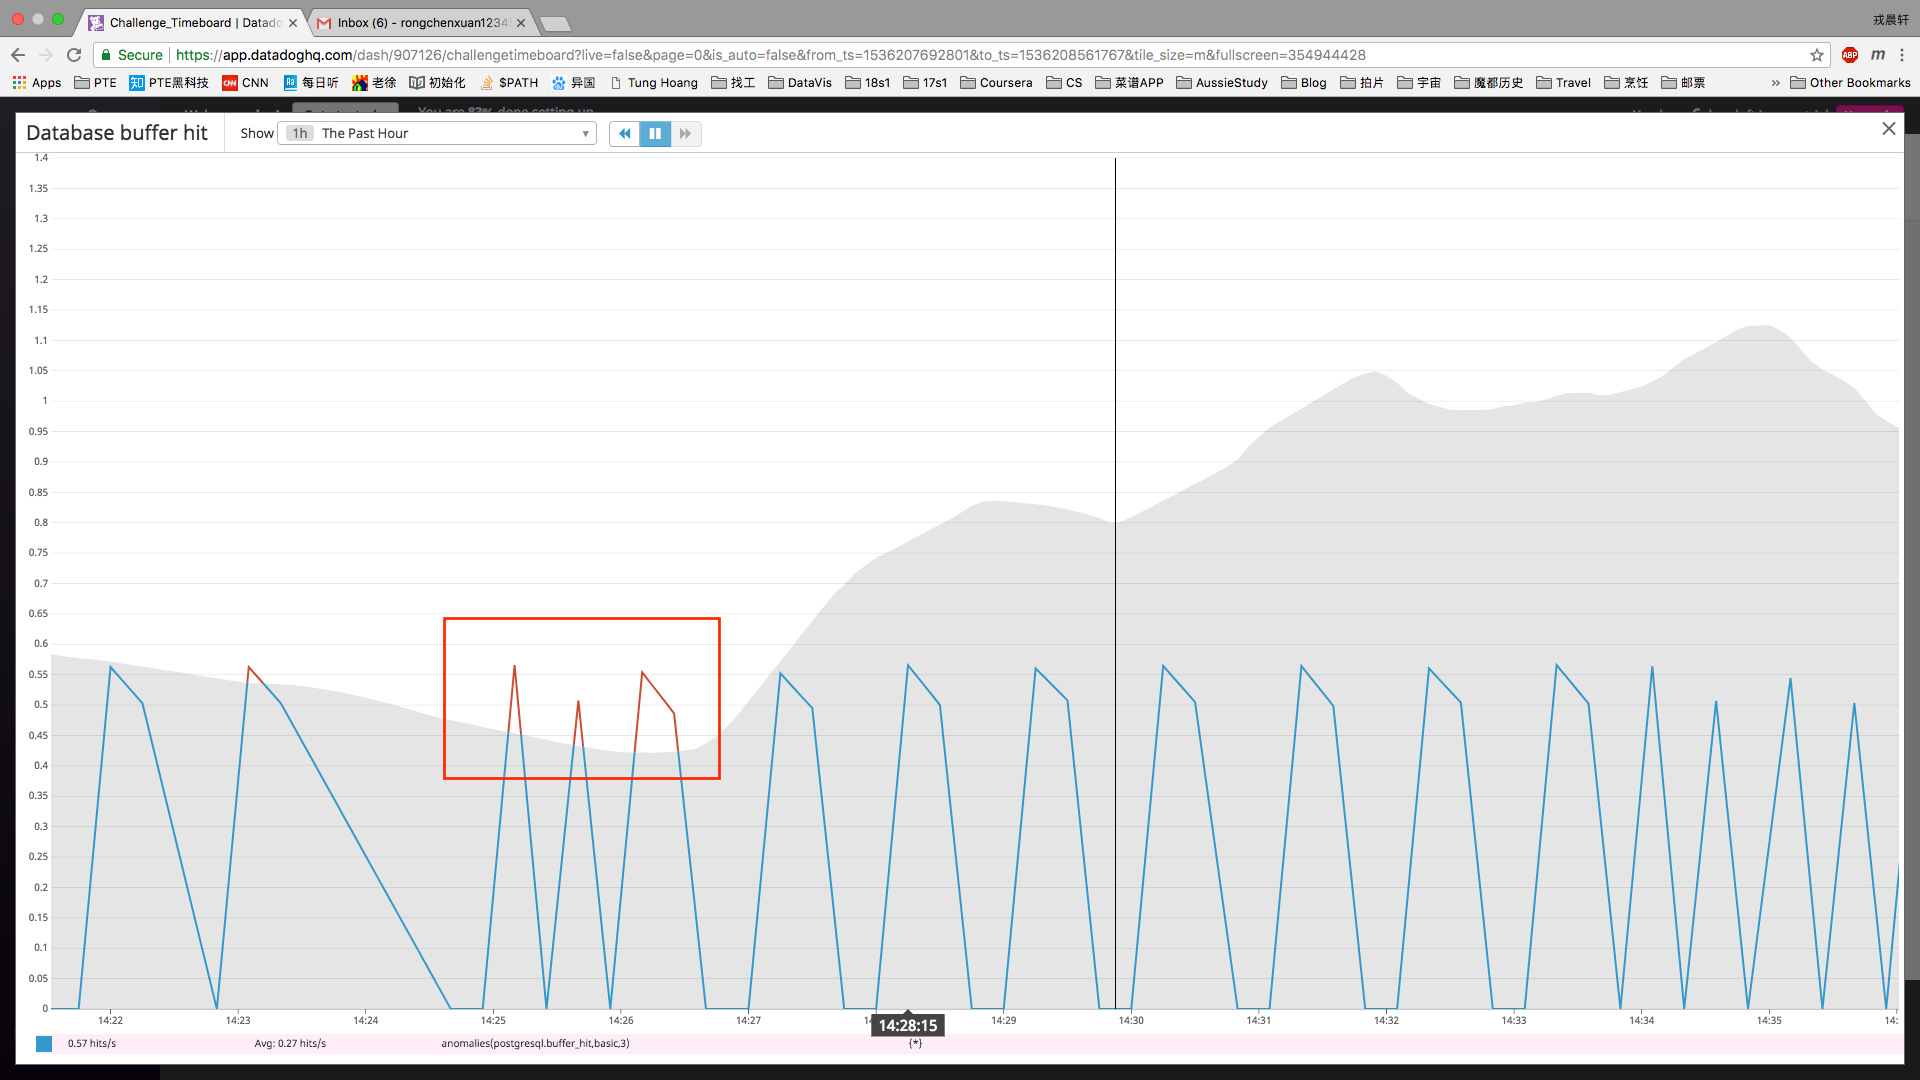 Challenge_Timeboard | Datado
Inbox (6) - rongchenxuan1234
戎晨轩
Secure
https://app.datadoghq.com/dash/907126/challengetimeboard?live=false&page=0&is_auto=false&from_ts=1536207692801&to_ts=1536208561767&tile_size=m&fullscreen=354944428
ABP
m
Apps PTE 知 PTE黑科技 CNN CNN 每日听 老徐 初始化 $PATH 异国 Tung Hoang 找工 DataVis 18s1 17s1 Coursera CS 菜谱APP AussieStudy Blog 拍片 宇宙 魔都历史 Travel 烹饪 邮票 » Other Bookmarks
Database buffer hit Show 1h The Past Hour
1.4
1.35
1.3
1.25
1.2
1.15
1.1
1.05
1
0.95
0.9
0.85
0.8
0.75
0.7
0.65
0.6
0.55
0.5
0.45
0.4
0.35
0.3
0.25
0.2
0.15
0.1
0.05
0
14:22 14:23 14:24 14:25 14:26 14:27 14:28:15 14:29 14:30 14:31 14:32 14:33 14:34 14:35 14:
0.57 hits/s Avg: 0.27 hits/s anomalies(postgresql.buffer_hit,basic,3) {*}